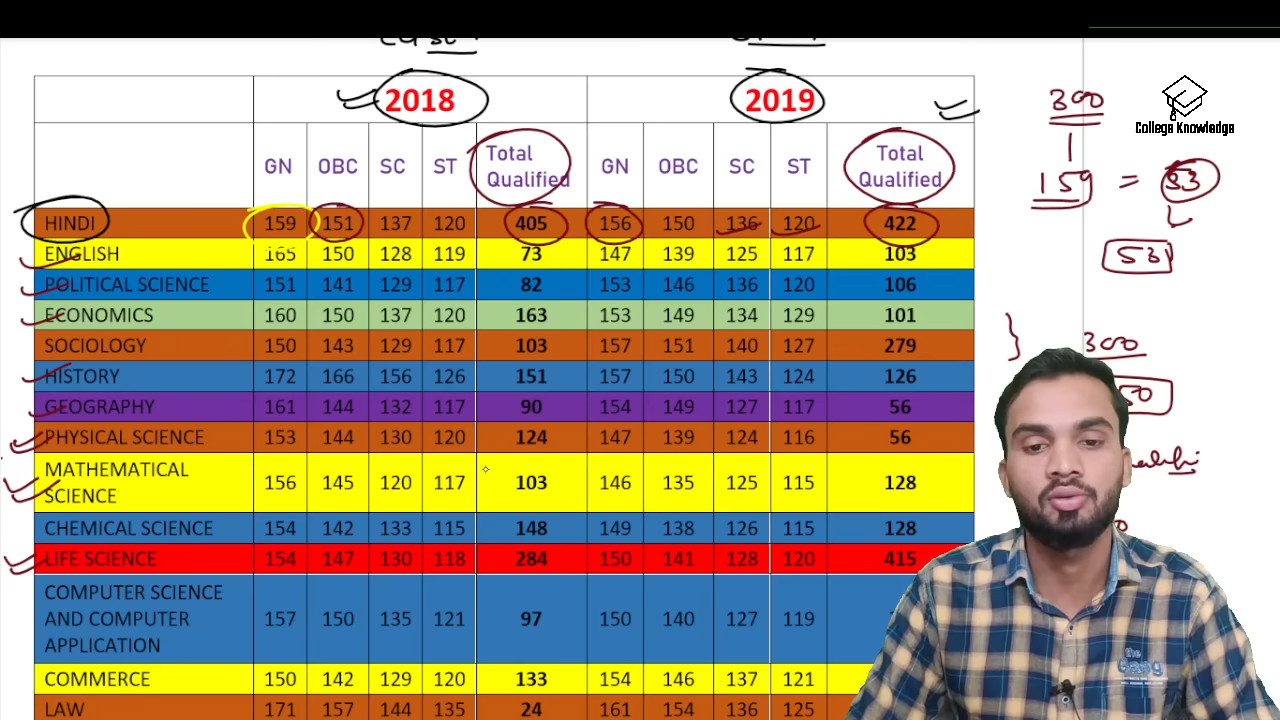 2018 2019
300
College Knowledge
GN OBC SC ST Total Qualified GN OBC SC ST Total Qualified
159 = 53
HINDI 159 151 137 120 405 156 150 136 120 422
ENGLISH 165 150 128 119 73 147 139 125 117 103
53
POLITICAL SCIENCE 151 141 129 117 82 153 146 136 120 106
ECONOMICS 160 150 137 120 163 153 149 134 129 101
SOCIOLOGY 150 143 129 117 103 157 151 140 127 279
300
HISTORY 172 166 156 126 151 157 150 143 124 126
GEOGRAPHY 161 144 132 117 90 154 149 127 117 56
PHYSICAL SCIENCE 153 144 130 120 124 147 139 124 116 56
MATHEMATICAL SCIENCE 156 145 120 117 103 146 135 125 115 128
CHEMICAL SCIENCE 154 142 133 115 148 149 138 126 115 128
LIFE SCIENCE 154 147 130 118 284 150 141 128 120 415
COMPUTER SCIENCE AND COMPUTER APPLICATION 157 150 135 121 97 150 140 127 119
COMMERCE 150 142 129 120 133 154 146 137 121
LAW 171 157 144 135 24 161 154 136 125